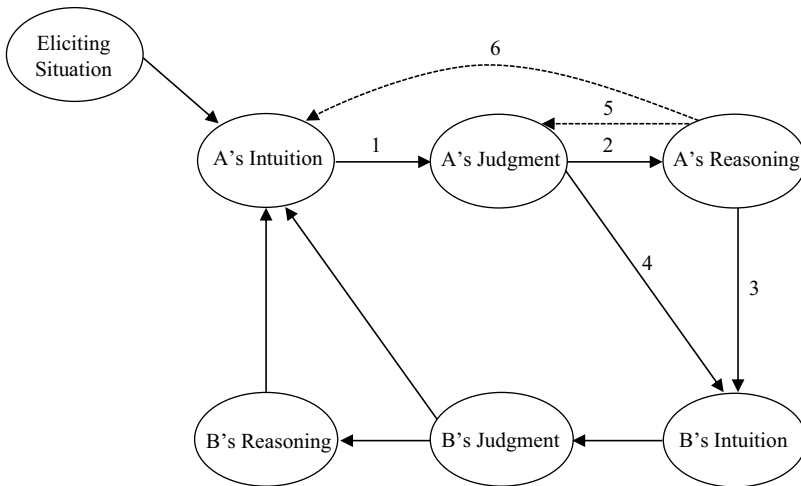 Eliciting
Situation
6
5
A's Intuition
1
A's Judgment
2
A's Reasoning
4
3
B's Reasoning
B's Judgment
B's Intuition